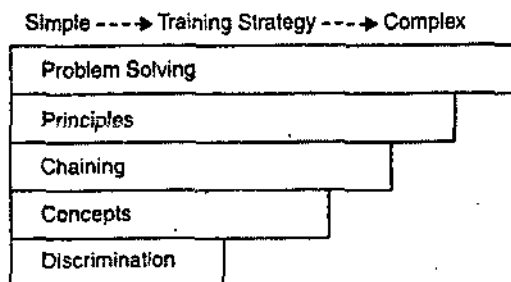 Simple ----> Training Strategy ----> Complex
Problem Solving
Principles
Chaining
Concepts
Discrimination